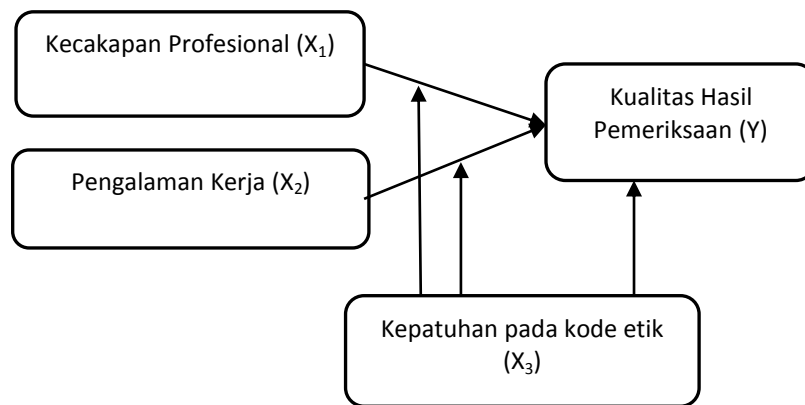 Kecakapan Profesional (X₁)
Kualitas Hasil
Pemeriksaan (Y)
Pengalaman Kerja (X₂)
Kepatuhan pada kode etik
(X₃)